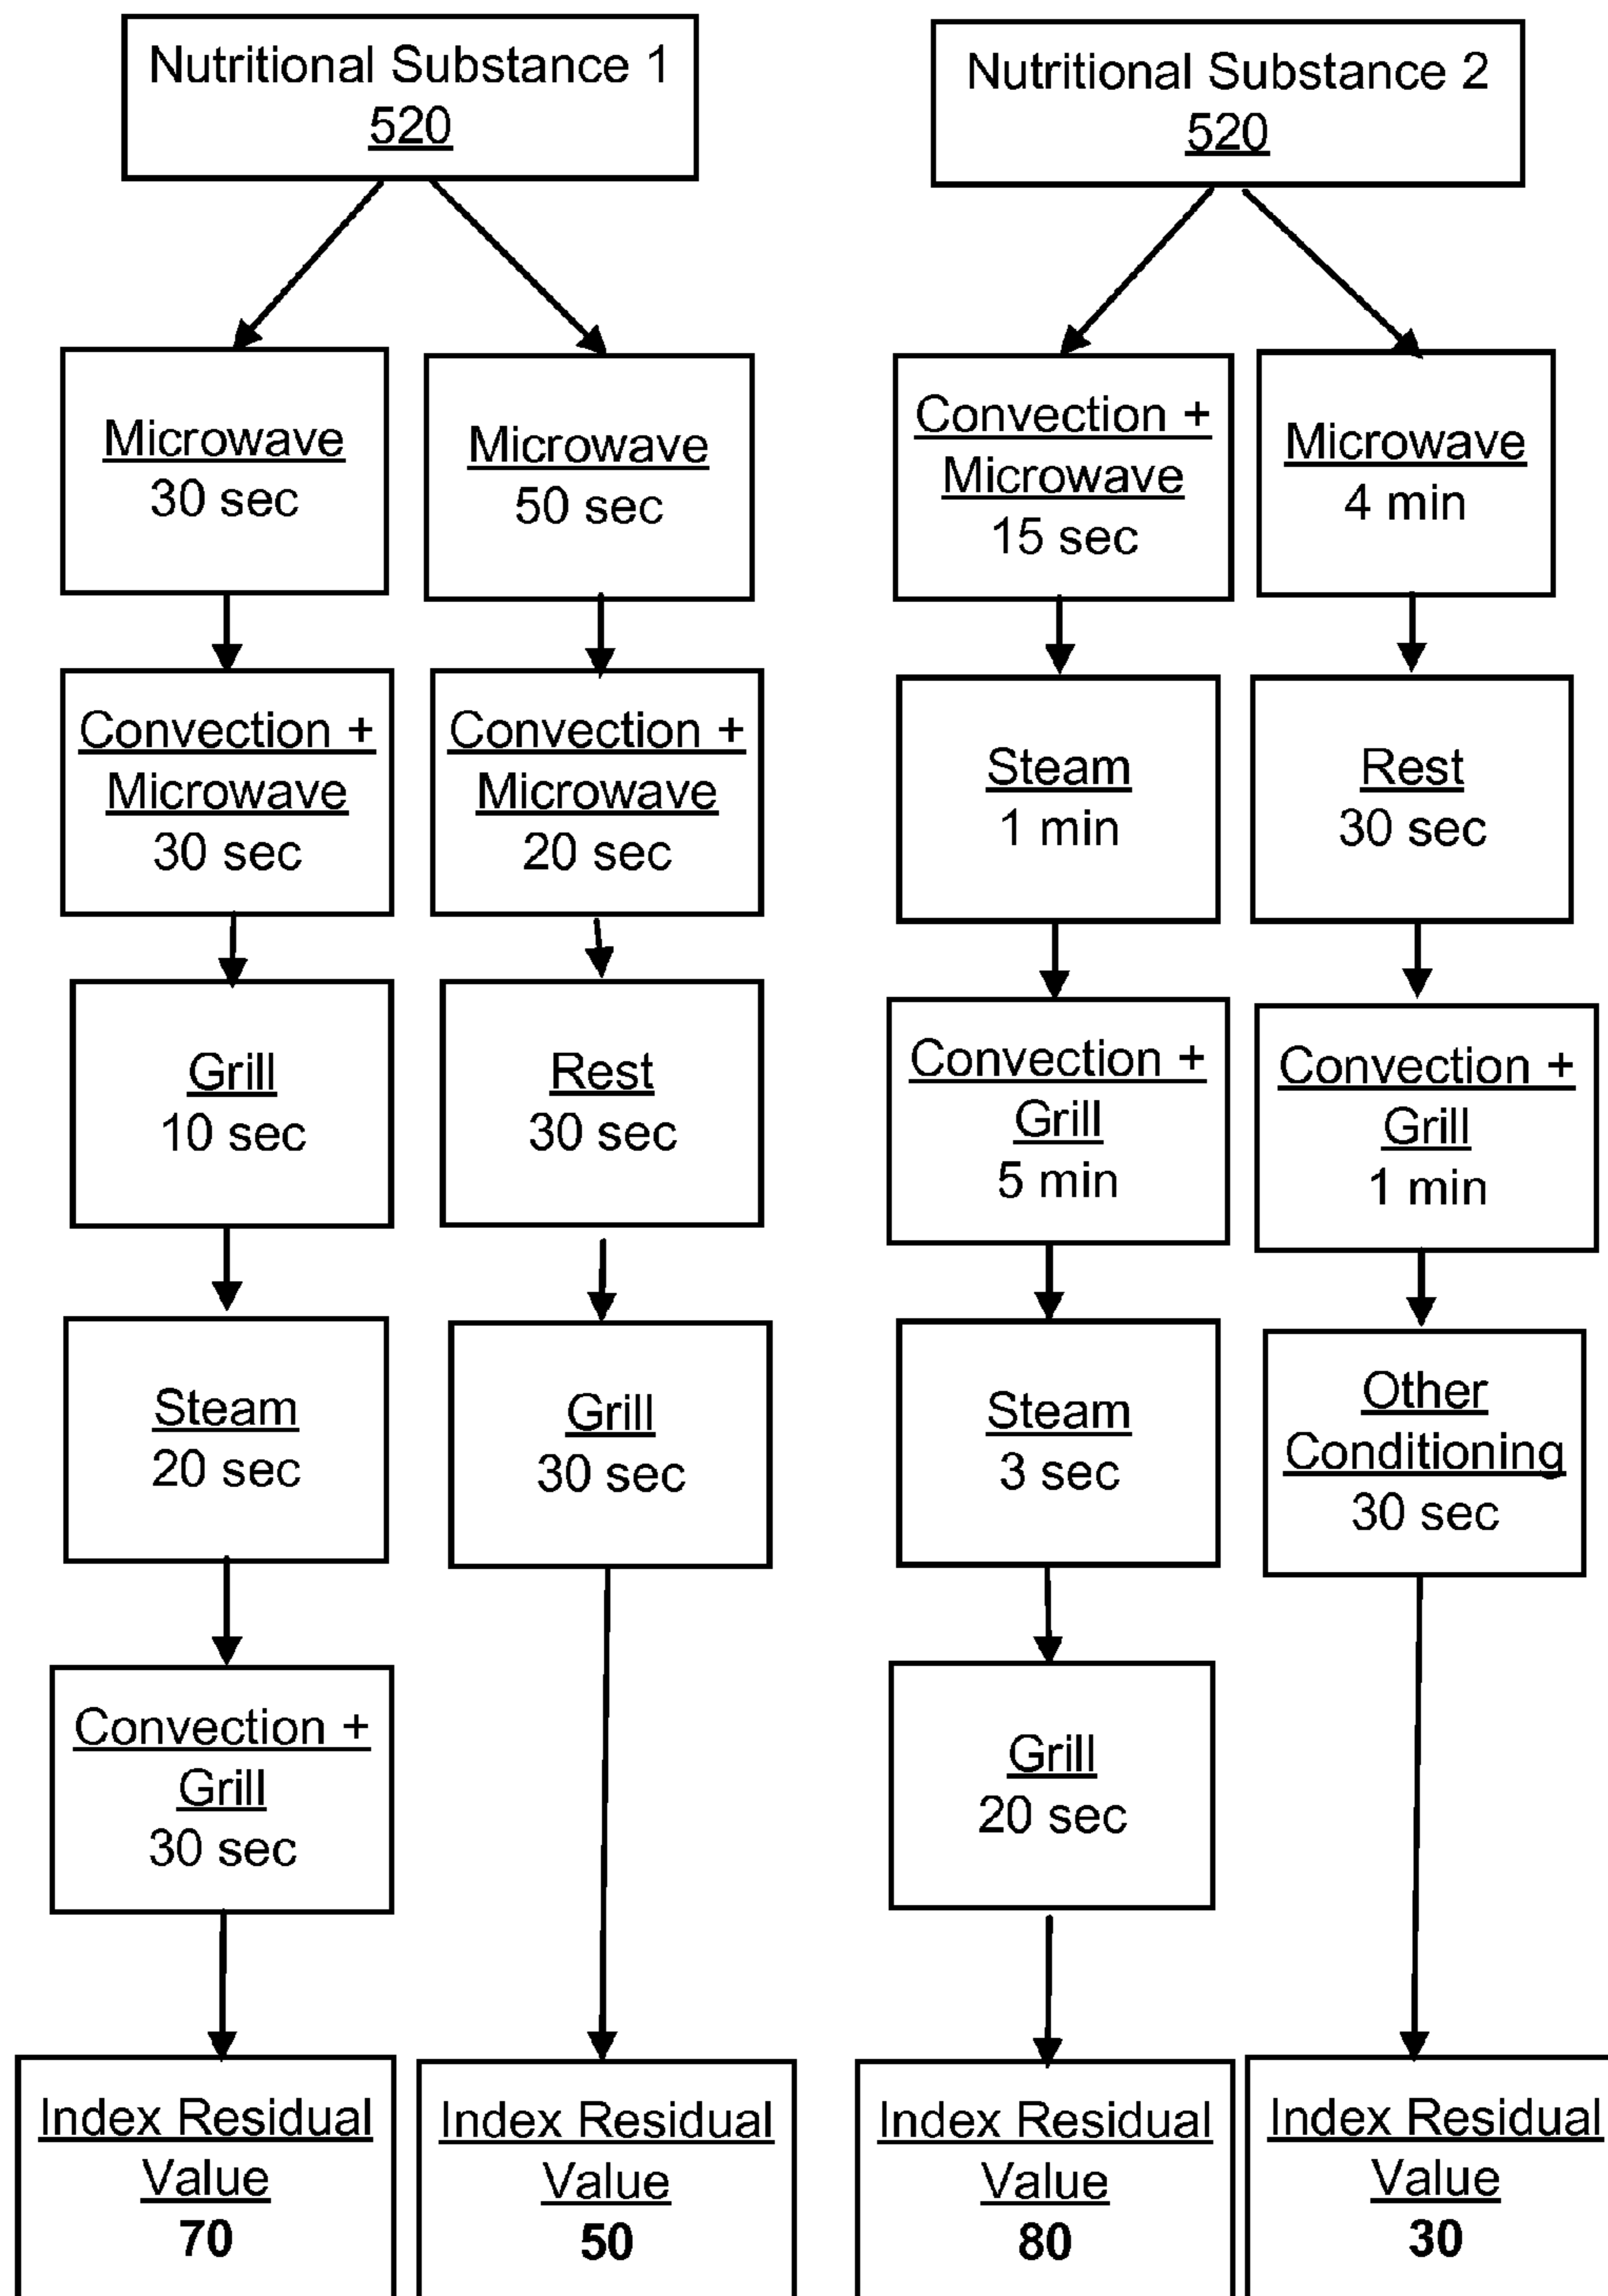 Nutritional Substance 1
520
Microwave
30 sec
Convection +
Microwave
30 sec
Grill
10 sec
Steam
20 sec
Convection +
Grill
30 sec
Index Residual
Value
70
Microwave
50 sec
Convection +
Microwave
20 sec
Rest
30 sec
Grill
30 sec
Index Residual
Value
50
Nutritional Substance 2
520
Convection +
Microwave
15 sec
Steam
1 min
Convection +
Grill
5 min
Steam
3 sec
Grill
20 sec
Index Residual
Value
80
Microwave
4 min
Rest
30 sec
Convection +
Grill
1 min
Other
Conditioning
30 sec
Index Residual
Value
30